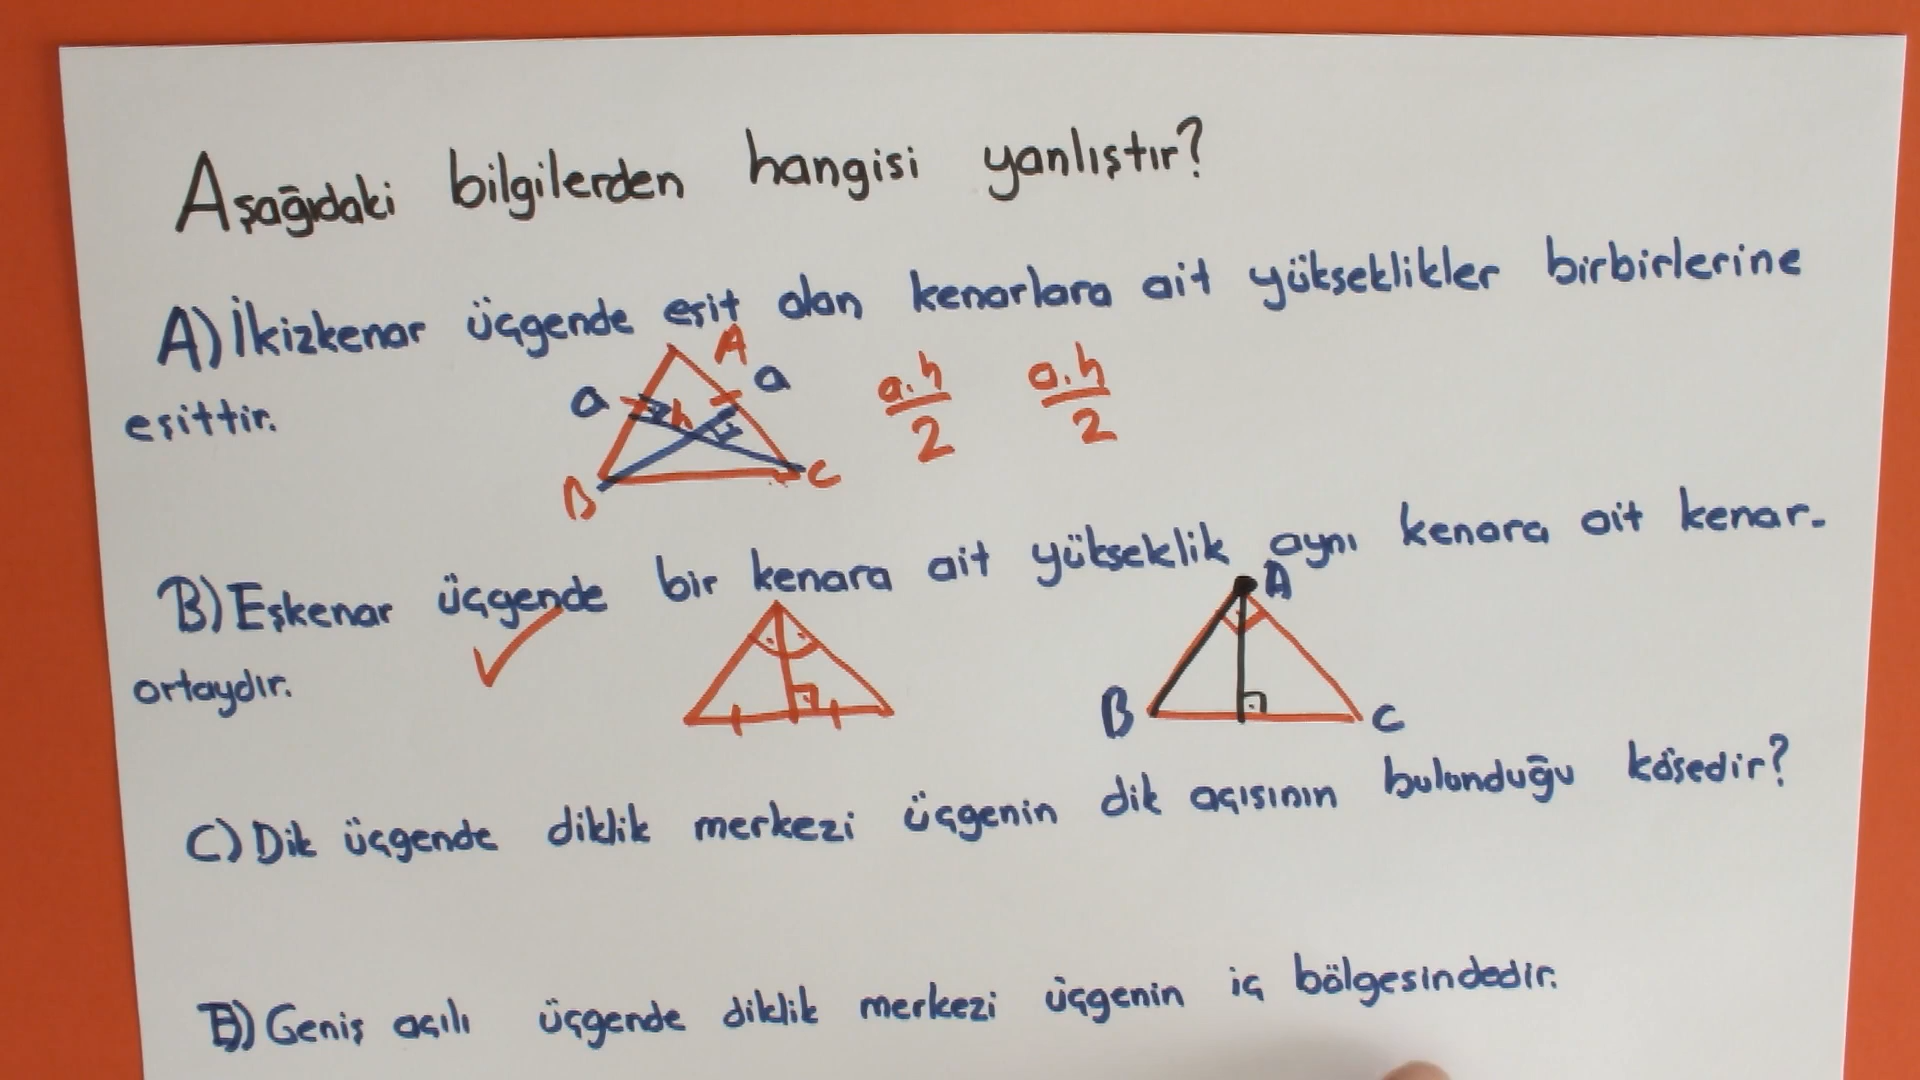 Aşağıdaki bilgilerden hangisi yanlıştır?
A) İkizkenar üçgende eşit olan kenarlara ait yükseklikler birbirlerine
eşittir.
A
a a
h
B C
a.h a.h
2 2
B) Eşkenar üçgende bir kenara ait yükseklik aynı kenara ait kenar-
ortaydır.
A
B C
C) Dik üçgende diklik merkezi üçgenin dik açısının bulunduğu köşedir?
D) Geniş açılı üçgende diklik merkezi üçgenin iç bölgesindedir.